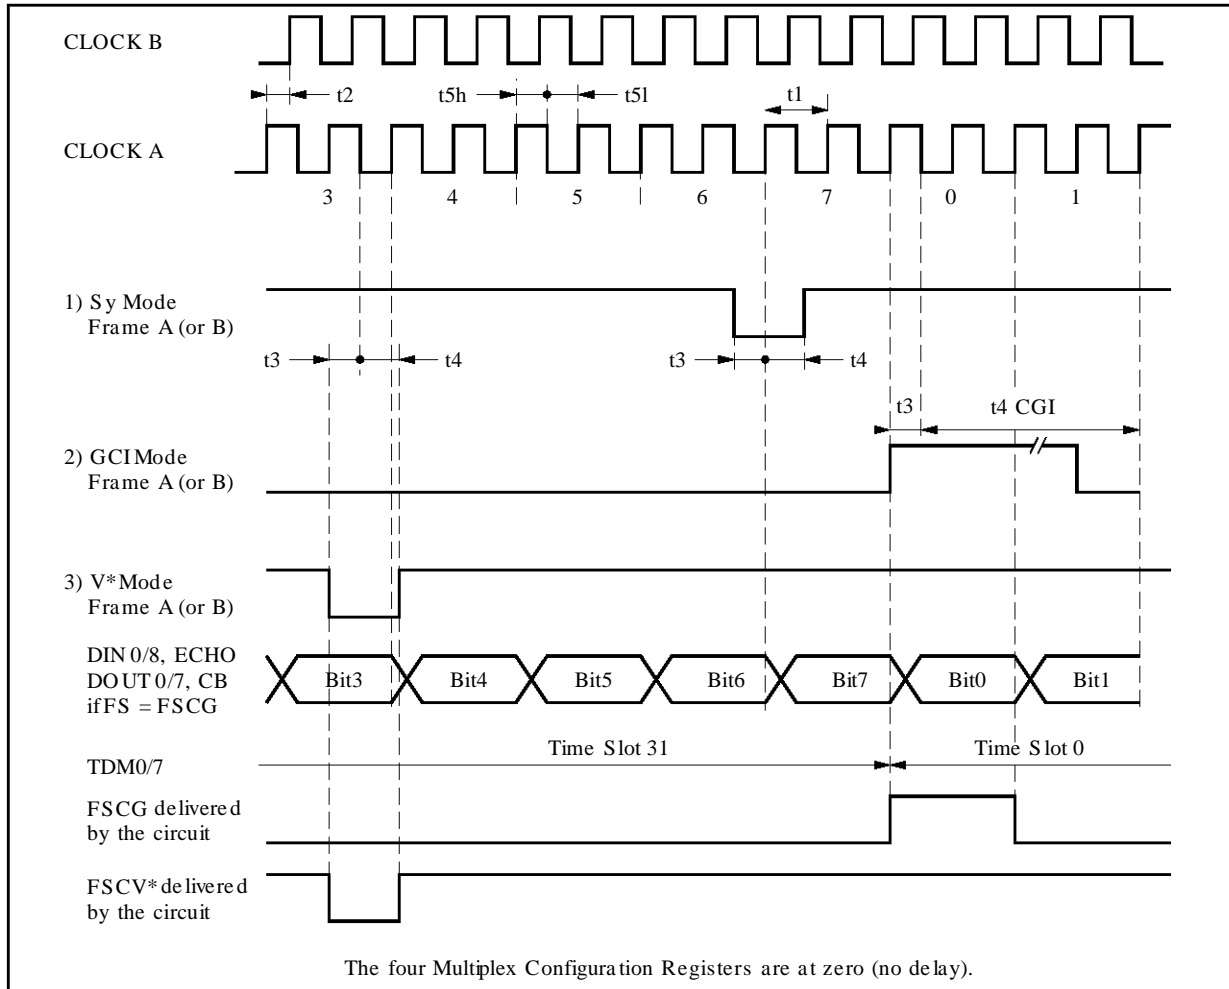 CLOCK B
t2
t5h
t5l
t1
CLOCK A
3 4 5 6 7 0 1
1) Sy Mode
Frame A (or B)
t3 t4 t3 t4
t3 t4 CGI
2) GCI Mode
Frame A (or B)
3) V* Mode
Frame A (or B)
DIN 0/8, ECHO
DOUT 0/7, CB
if FS = FSCG
Bit3 Bit4 Bit5 Bit6 Bit7 Bit0 Bit1
Time Slot 31 Time Slot 0
TDM0/7
FSCG delivered
by the circuit
FSCV* delivered
by the circuit
The four Multiplex Configuration Registers are at zero (no delay).